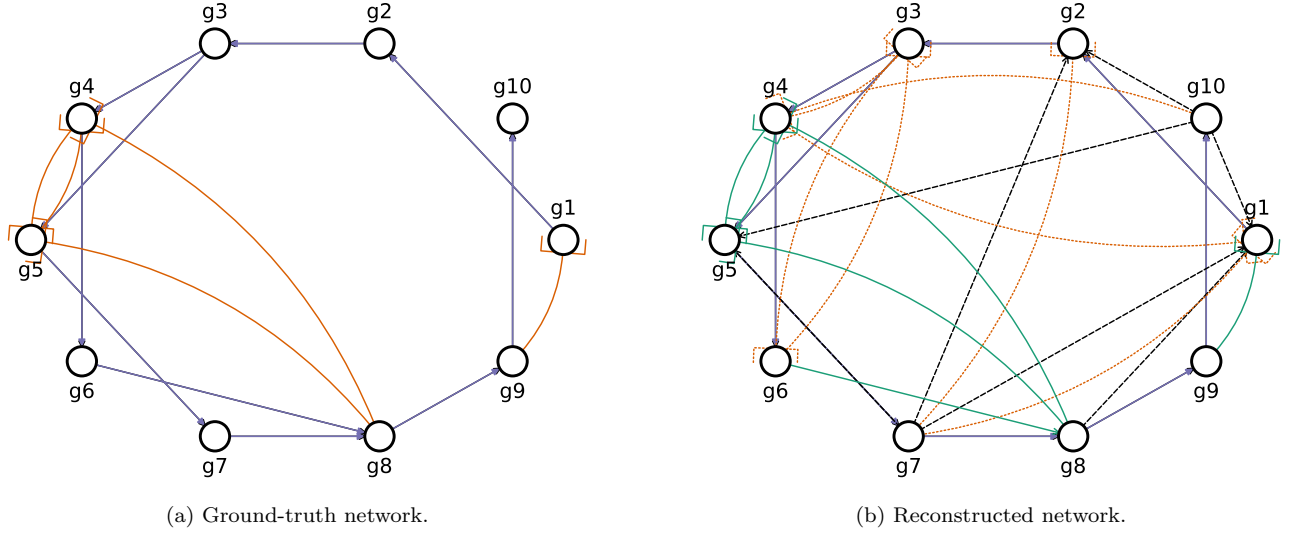 g3
g2
g4
g10
g1
g5
g6
g9
g7
g8
(a) Ground-truth network.
g3
g2
g4
g10
g1
g5
g6
g9
g7
g8
(b) Reconstructed network.